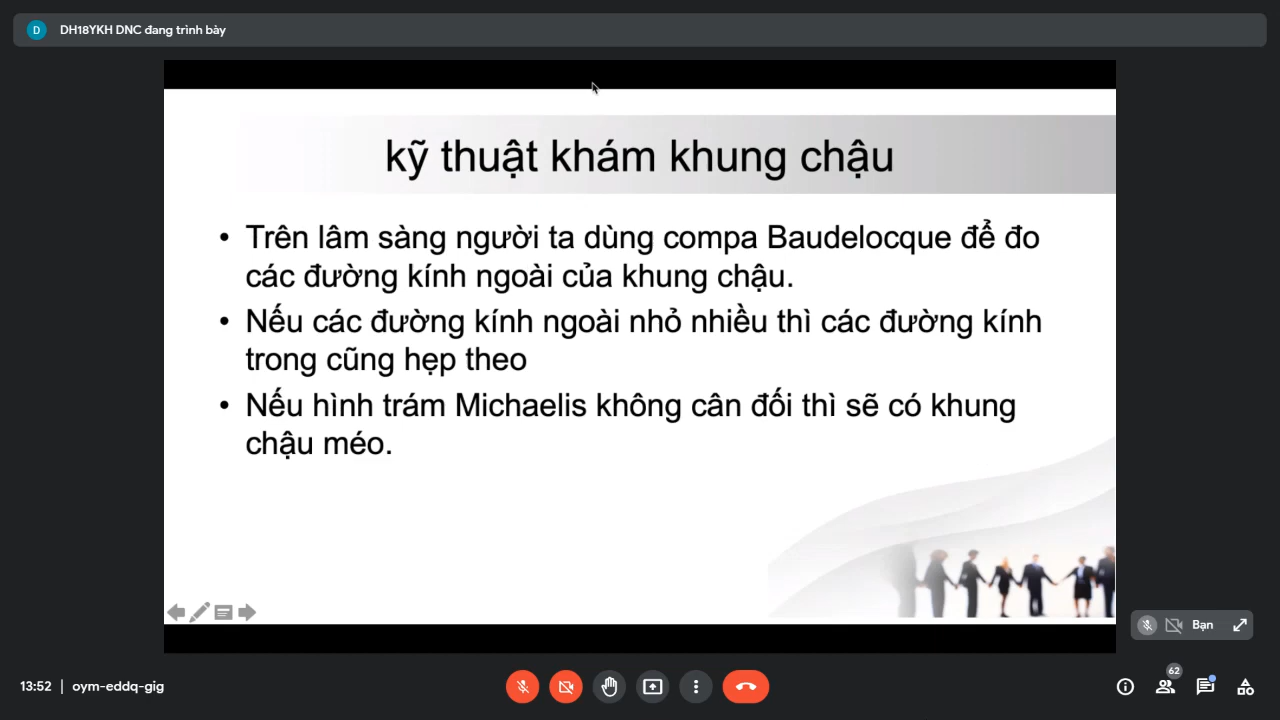 D DH18YKH DNC đang trình bày
kỹ thuật khám khung chậu
• Trên lâm sàng người ta dùng compa Baudelocque để đo
các đường kính ngoài của khung chậu.
• Nếu các đường kính ngoài nhỏ nhiều thì các đường kính
trong cũng hẹp theo
• Nếu hình trám Michaelis không cân đối thì sẽ có khung
chậu méo.
Bạn
62
13:52 | oym-eddq-gig